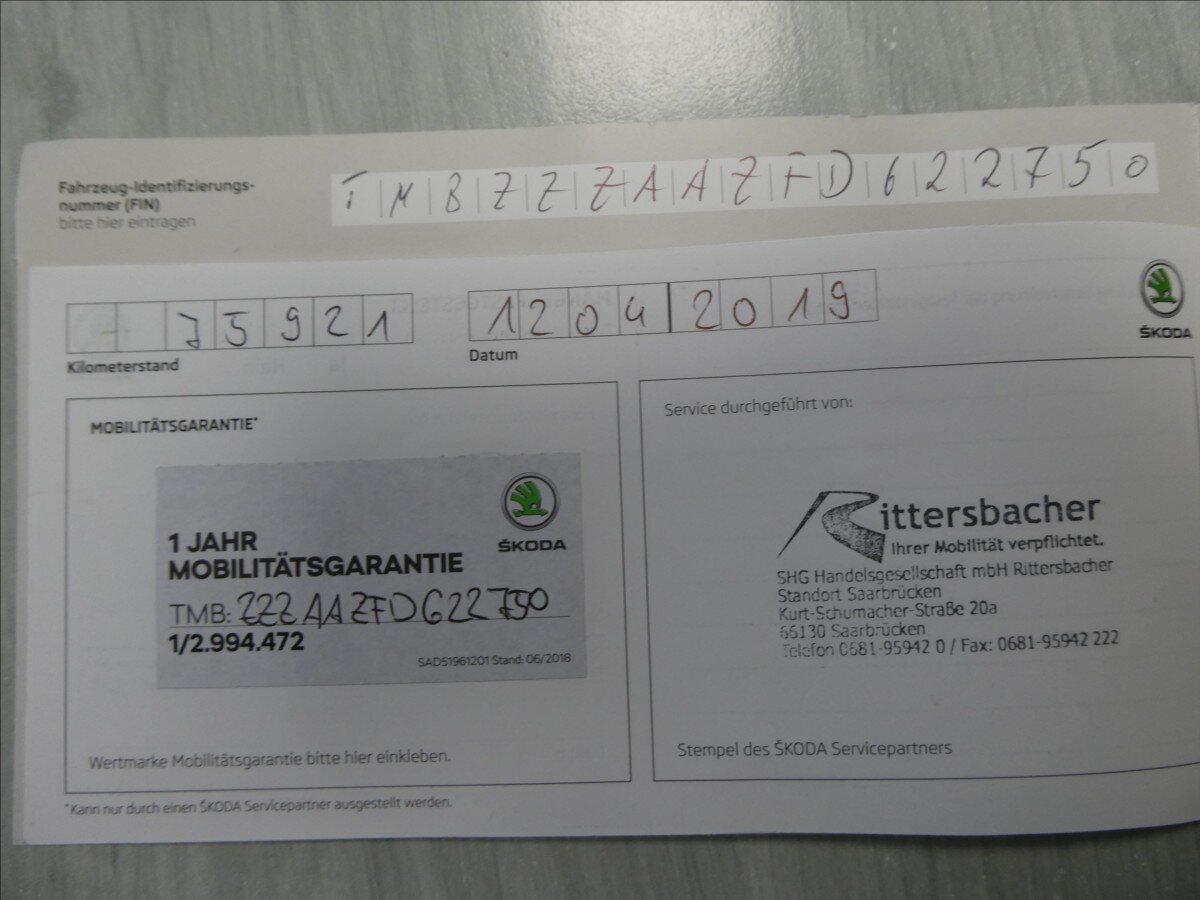 Fahrzeug-Identifizierungs-
nummer (FIN)
bitte hier eintragen
TMBZZZAAZFD622750
75921
Kilometerstand
12042019
Datum
ŠKODA
MOBILITÄTSGARANTIE*
ŠKODA
1 JAHR
MOBILITÄTSGARANTIE
TMB: ZZZAAZFD622750
1/2.994.472
SAD51961201 Stand: 06/2018
Wertmarke Mobilitätsgarantie bitte hier einkleben.
Service durchgeführt von:
Rittersbacher
Ihrer Mobilität verpflichtet.
SHG Handelsgesellschaft mbH Rittersbacher
Standort Saarbrücken
Kurt-Schumacher-Straße 20a
66130 Saarbrücken
Telefon 0681-95942 0 / Fax: 0681-95942 222
Stempel des ŠKODA Servicepartners
*Kann nur durch einen ŠKODA Servicepartner ausgestellt werden.